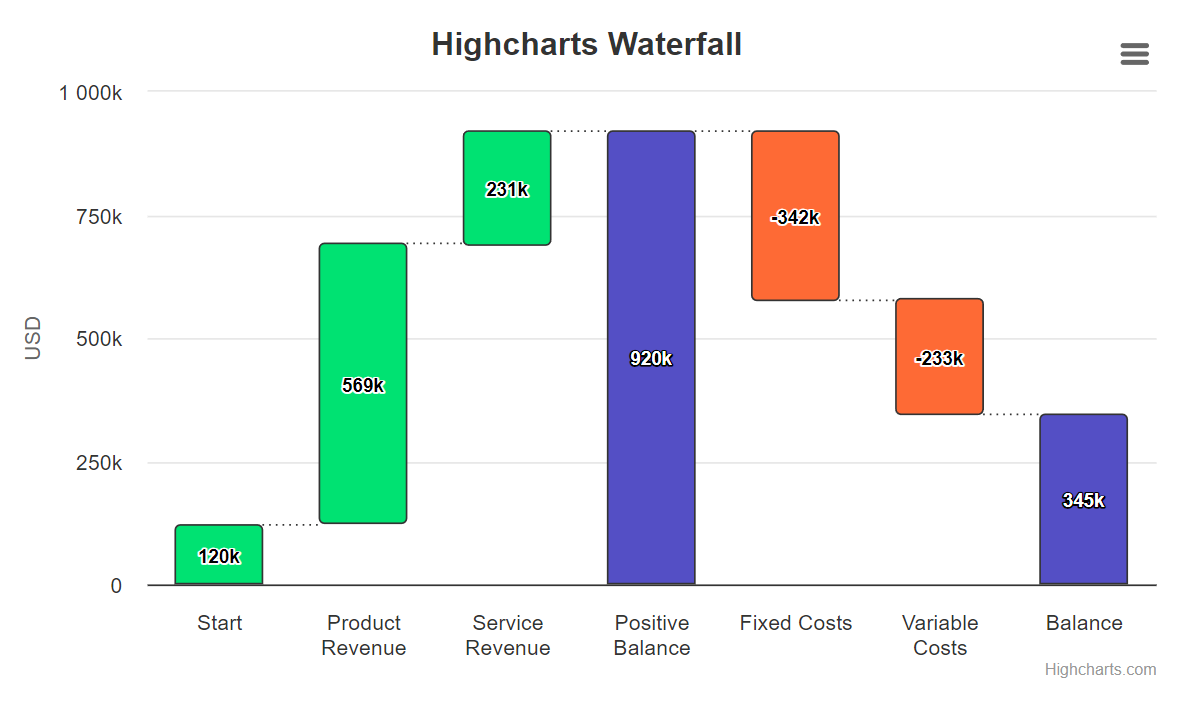 Highcharts Waterfall
1 000k
750k
500k
250k
0
USD
120k
569k
231k
920k
-342k
-233k
345k
Start
Product
Revenue
Service
Revenue
Positive
Balance
Fixed Costs
Variable
Costs
Balance
Highcharts.com